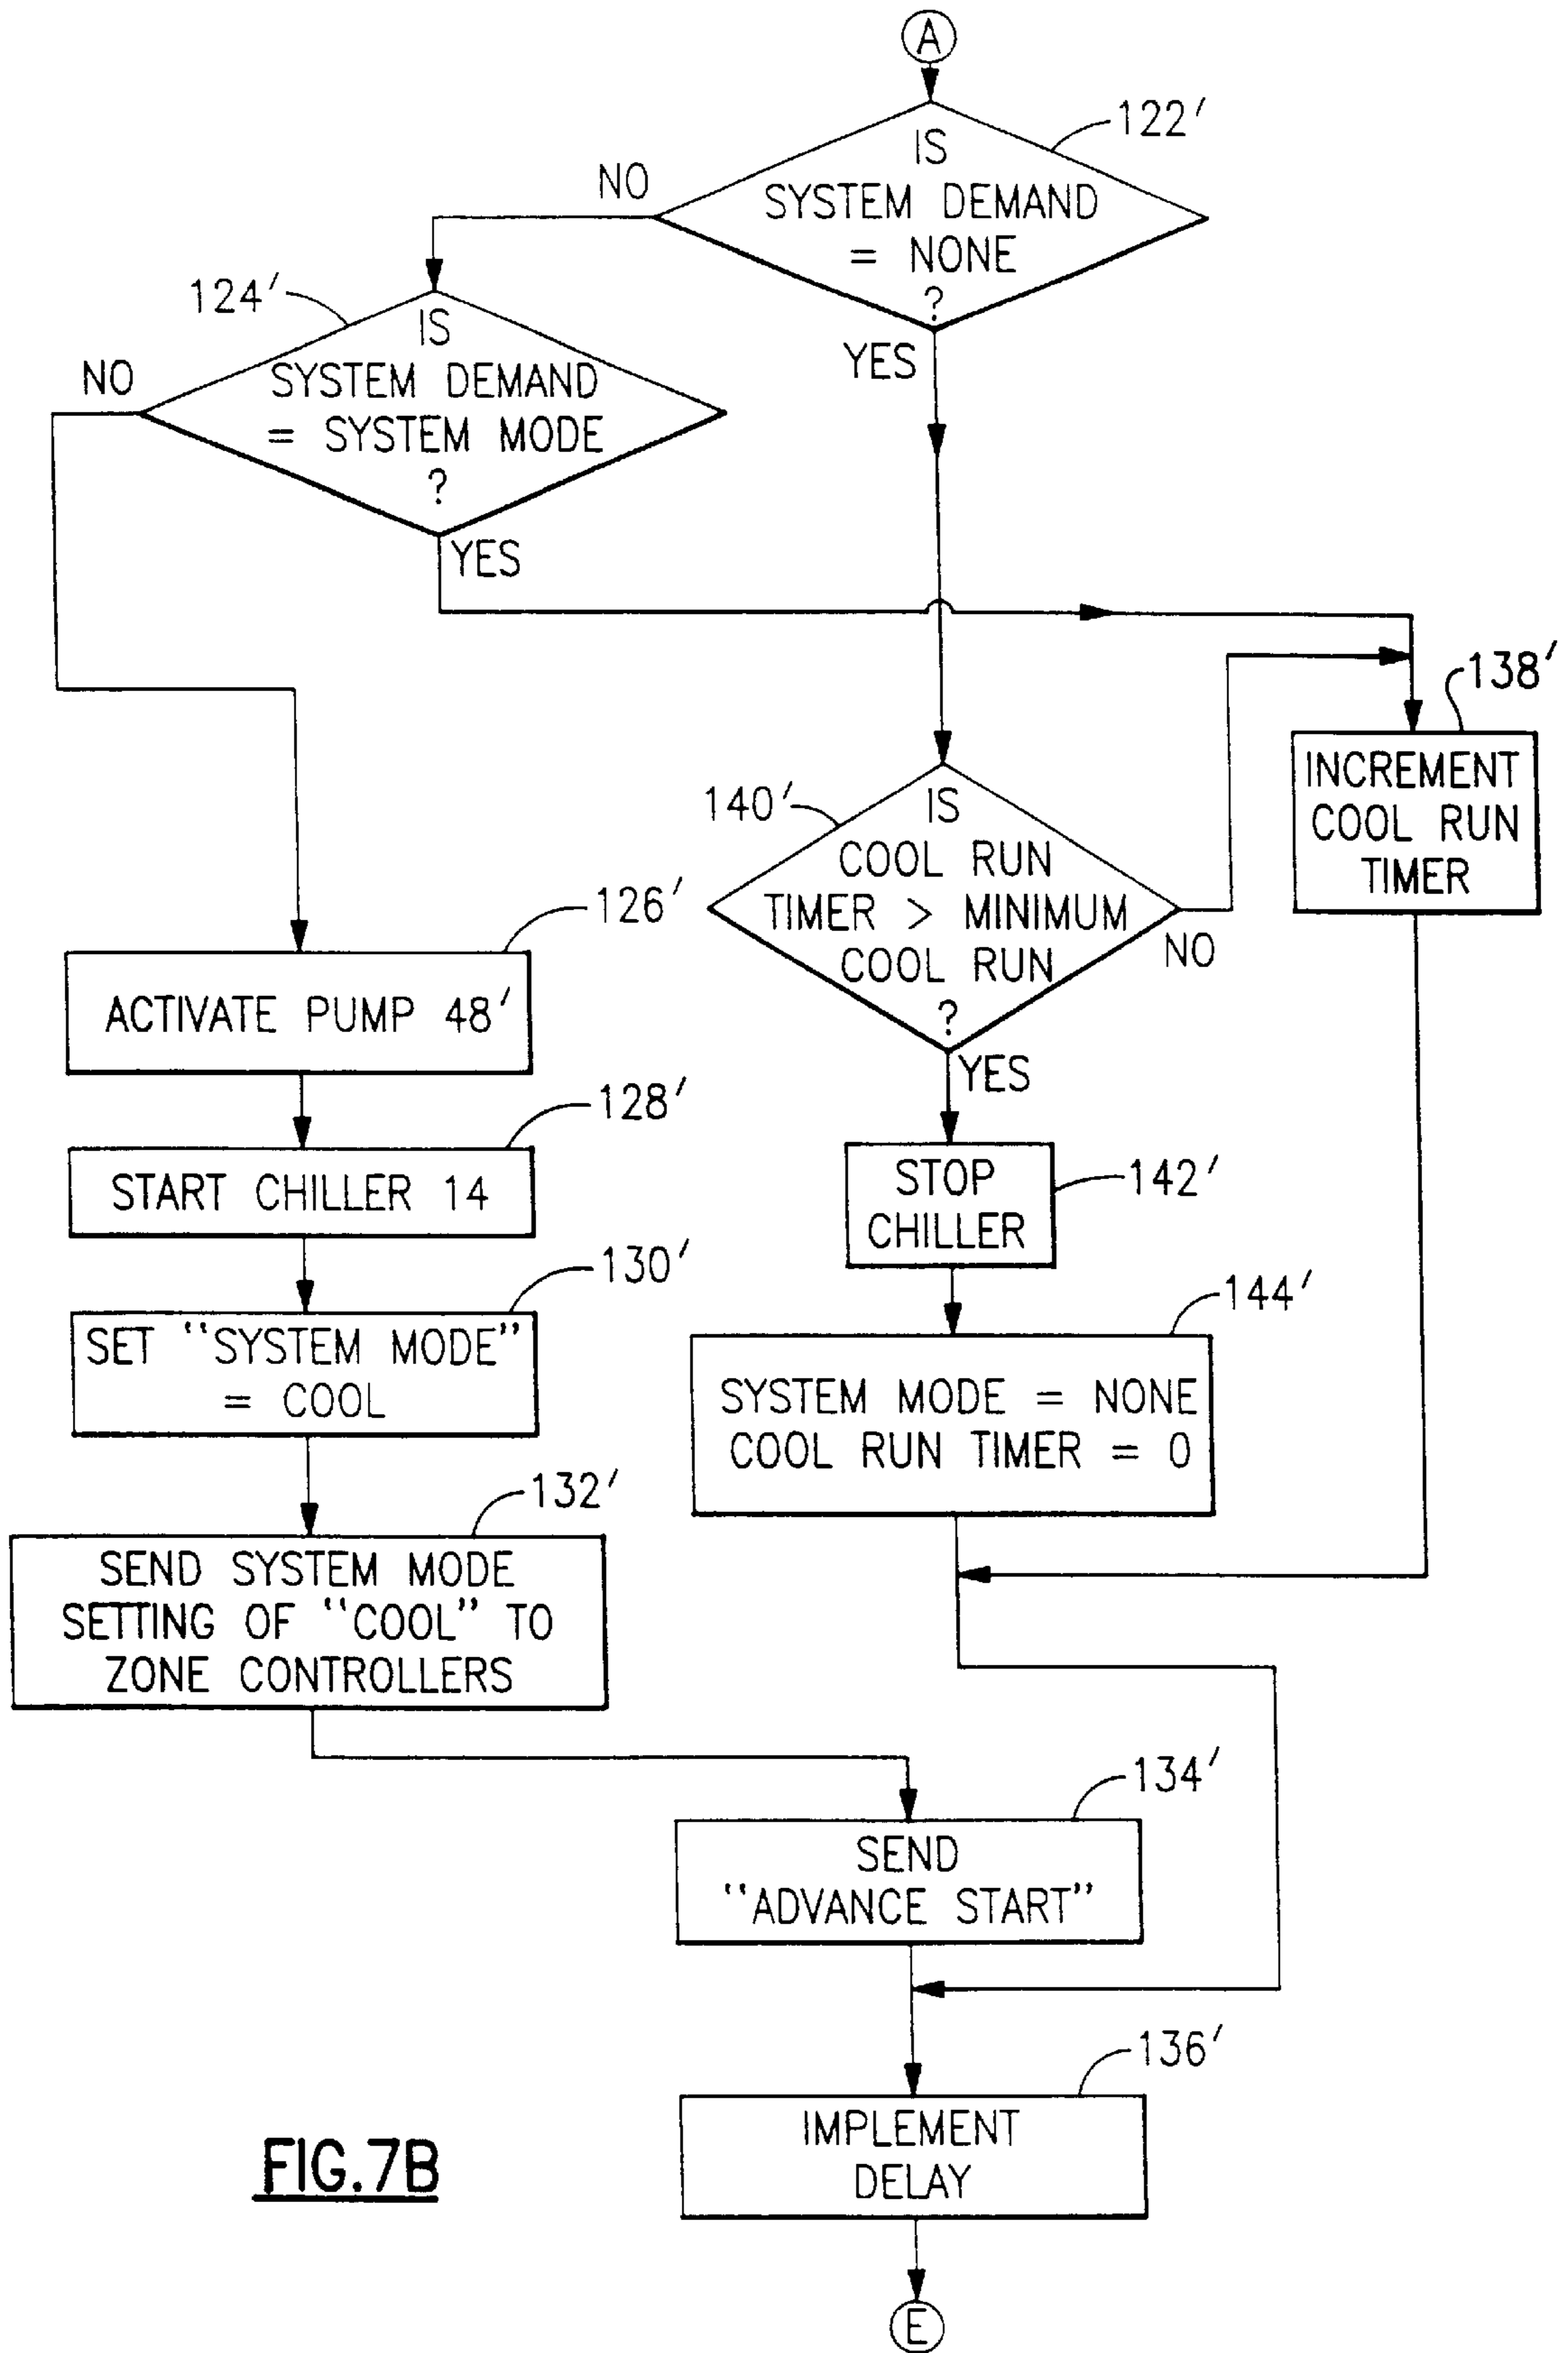 A
122'
IS
SYSTEM DEMAND
= NONE
?
NO
YES
124'
IS
SYSTEM DEMAND
= SYSTEM MODE
?
NO
YES
138'
INCREMENT
COOL RUN
TIMER
140'
IS
COOL RUN
TIMER > MINIMUM
COOL RUN
?
NO
YES
126'
ACTIVATE PUMP 48'
128'
START CHILLER 14
142'
STOP
CHILLER
130'
SET "SYSTEM MODE"
= COOL
144'
SYSTEM MODE = NONE
COOL RUN TIMER = 0
132'
SEND SYSTEM MODE
SETTING OF "COOL" TO
ZONE CONTROLLERS
134'
SEND
"ADVANCE START"
136'
IMPLEMENT
DELAY
FIG.7B
E